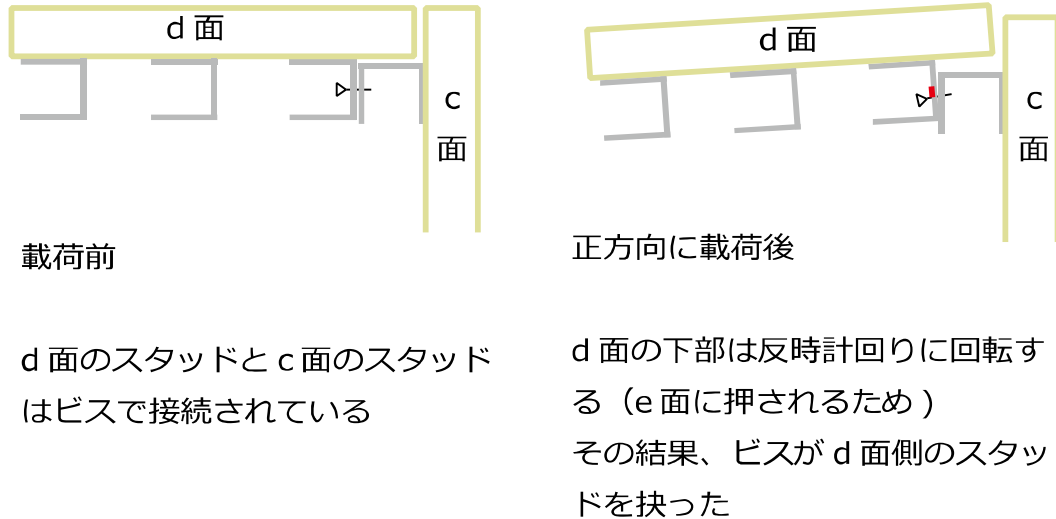 d 面
c
面
載荷前
d 面のスタッドとc 面のスタッド
はビスで接続されている
d 面
c
面
正方向に載荷後
d 面の下部は反時計回りに回転す
る(e 面に押されるため )
その結果、ビスが d 面側のスタッ
ドを抉った